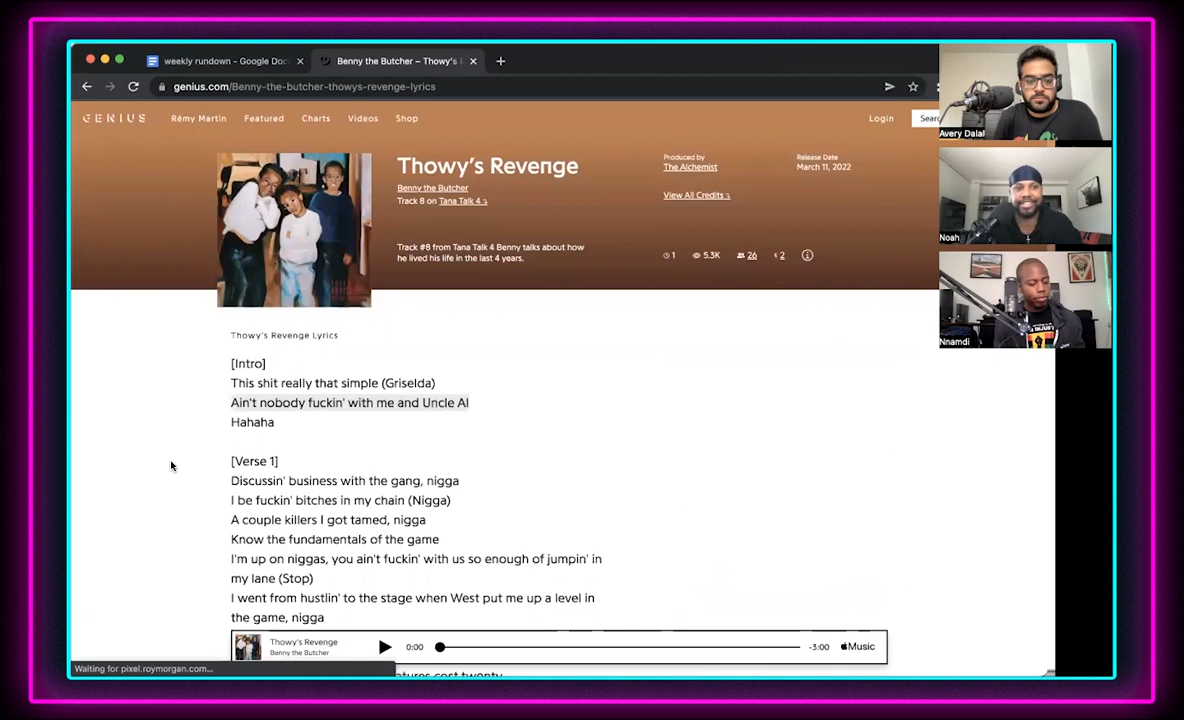 weekly rundown - Google Doc
Benny the Butcher – Thowy's
genius.com/Benny-the-butcher-thowys-revenge-lyrics
GENIUS
Rémy Martin
Featured
Charts
Videos
Shop
Login
Sear
Thowy's Revenge
Benny the Butcher
Track 8 on Tana Talk 4
Produced by
The Alchemist
Release Date
March 11, 2022
View All Credits
Track #8 from Tana Talk 4 Benny talks about how
he lived his life in the last 4 years.
1
5.3K
26
2
Avery Dalal
Noah
Nnamdi
Thowy's Revenge Lyrics
[Intro]
This shit really that simple (Griselda)
Ain't nobody fuckin' with me and Uncle Al
Hahaha
[Verse 1]
Discussin' business with the gang, nigga
I be fuckin' bitches in my chain (Nigga)
A couple killers I got tamed, nigga
Know the fundamentals of the game
I'm up on niggas, you ain't fuckin' with us so enough of jumpin' in
my lane (Stop)
I went from hustlin' to the stage when West put me up a level in
the game, nigga
Thowy's Revenge
Benny the Butcher
0:00
-3:00
Music
Waiting for pixel.roymorgan.com...
cost twenty